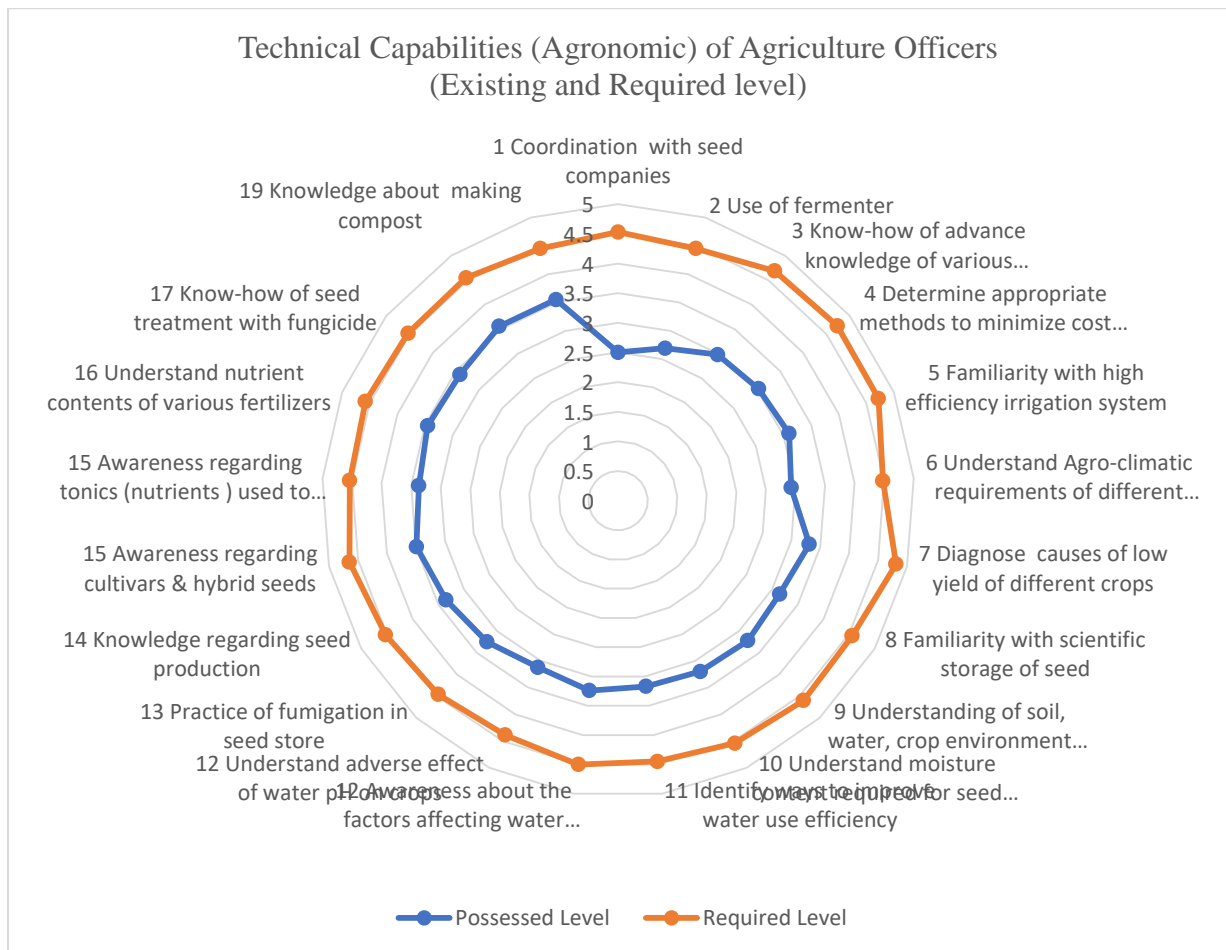 Technical Capabilities (Agronomic) of Agriculture Officers
(Existing and Required level)
1 Coordination with seed
companies
2 Use of fermenter
3 Know-how of advance
knowledge of various…
4 Determine appropriate
methods to minimize cost…
5 Familiarity with high
efficiency irrigation system
6 Understand Agro-climatic
requirements of different…
7 Diagnose causes of low
yield of different crops
8 Familiarity with scientific
storage of seed
9 Understanding of soil,
water, crop environment…
10 Understand moisture
content required for seed…
11 Identify ways to improve
water use efficiency
12 Awareness about the
factors affecting water…
12 Understand adverse effect
of water pH on crops
13 Practice of fumigation in
seed store
14 Knowledge regarding seed
production
15 Awareness regarding
cultivars & hybrid seeds
15 Awareness regarding
tonics (nutrients ) used to…
16 Understand nutrient
contents of various fertilizers
17 Know-how of seed
treatment with fungicide
19 Knowledge about making
compost
5
4.5
4
3.5
3
2.5
2
1.5
1
0.5
0
Possessed Level
Required Level